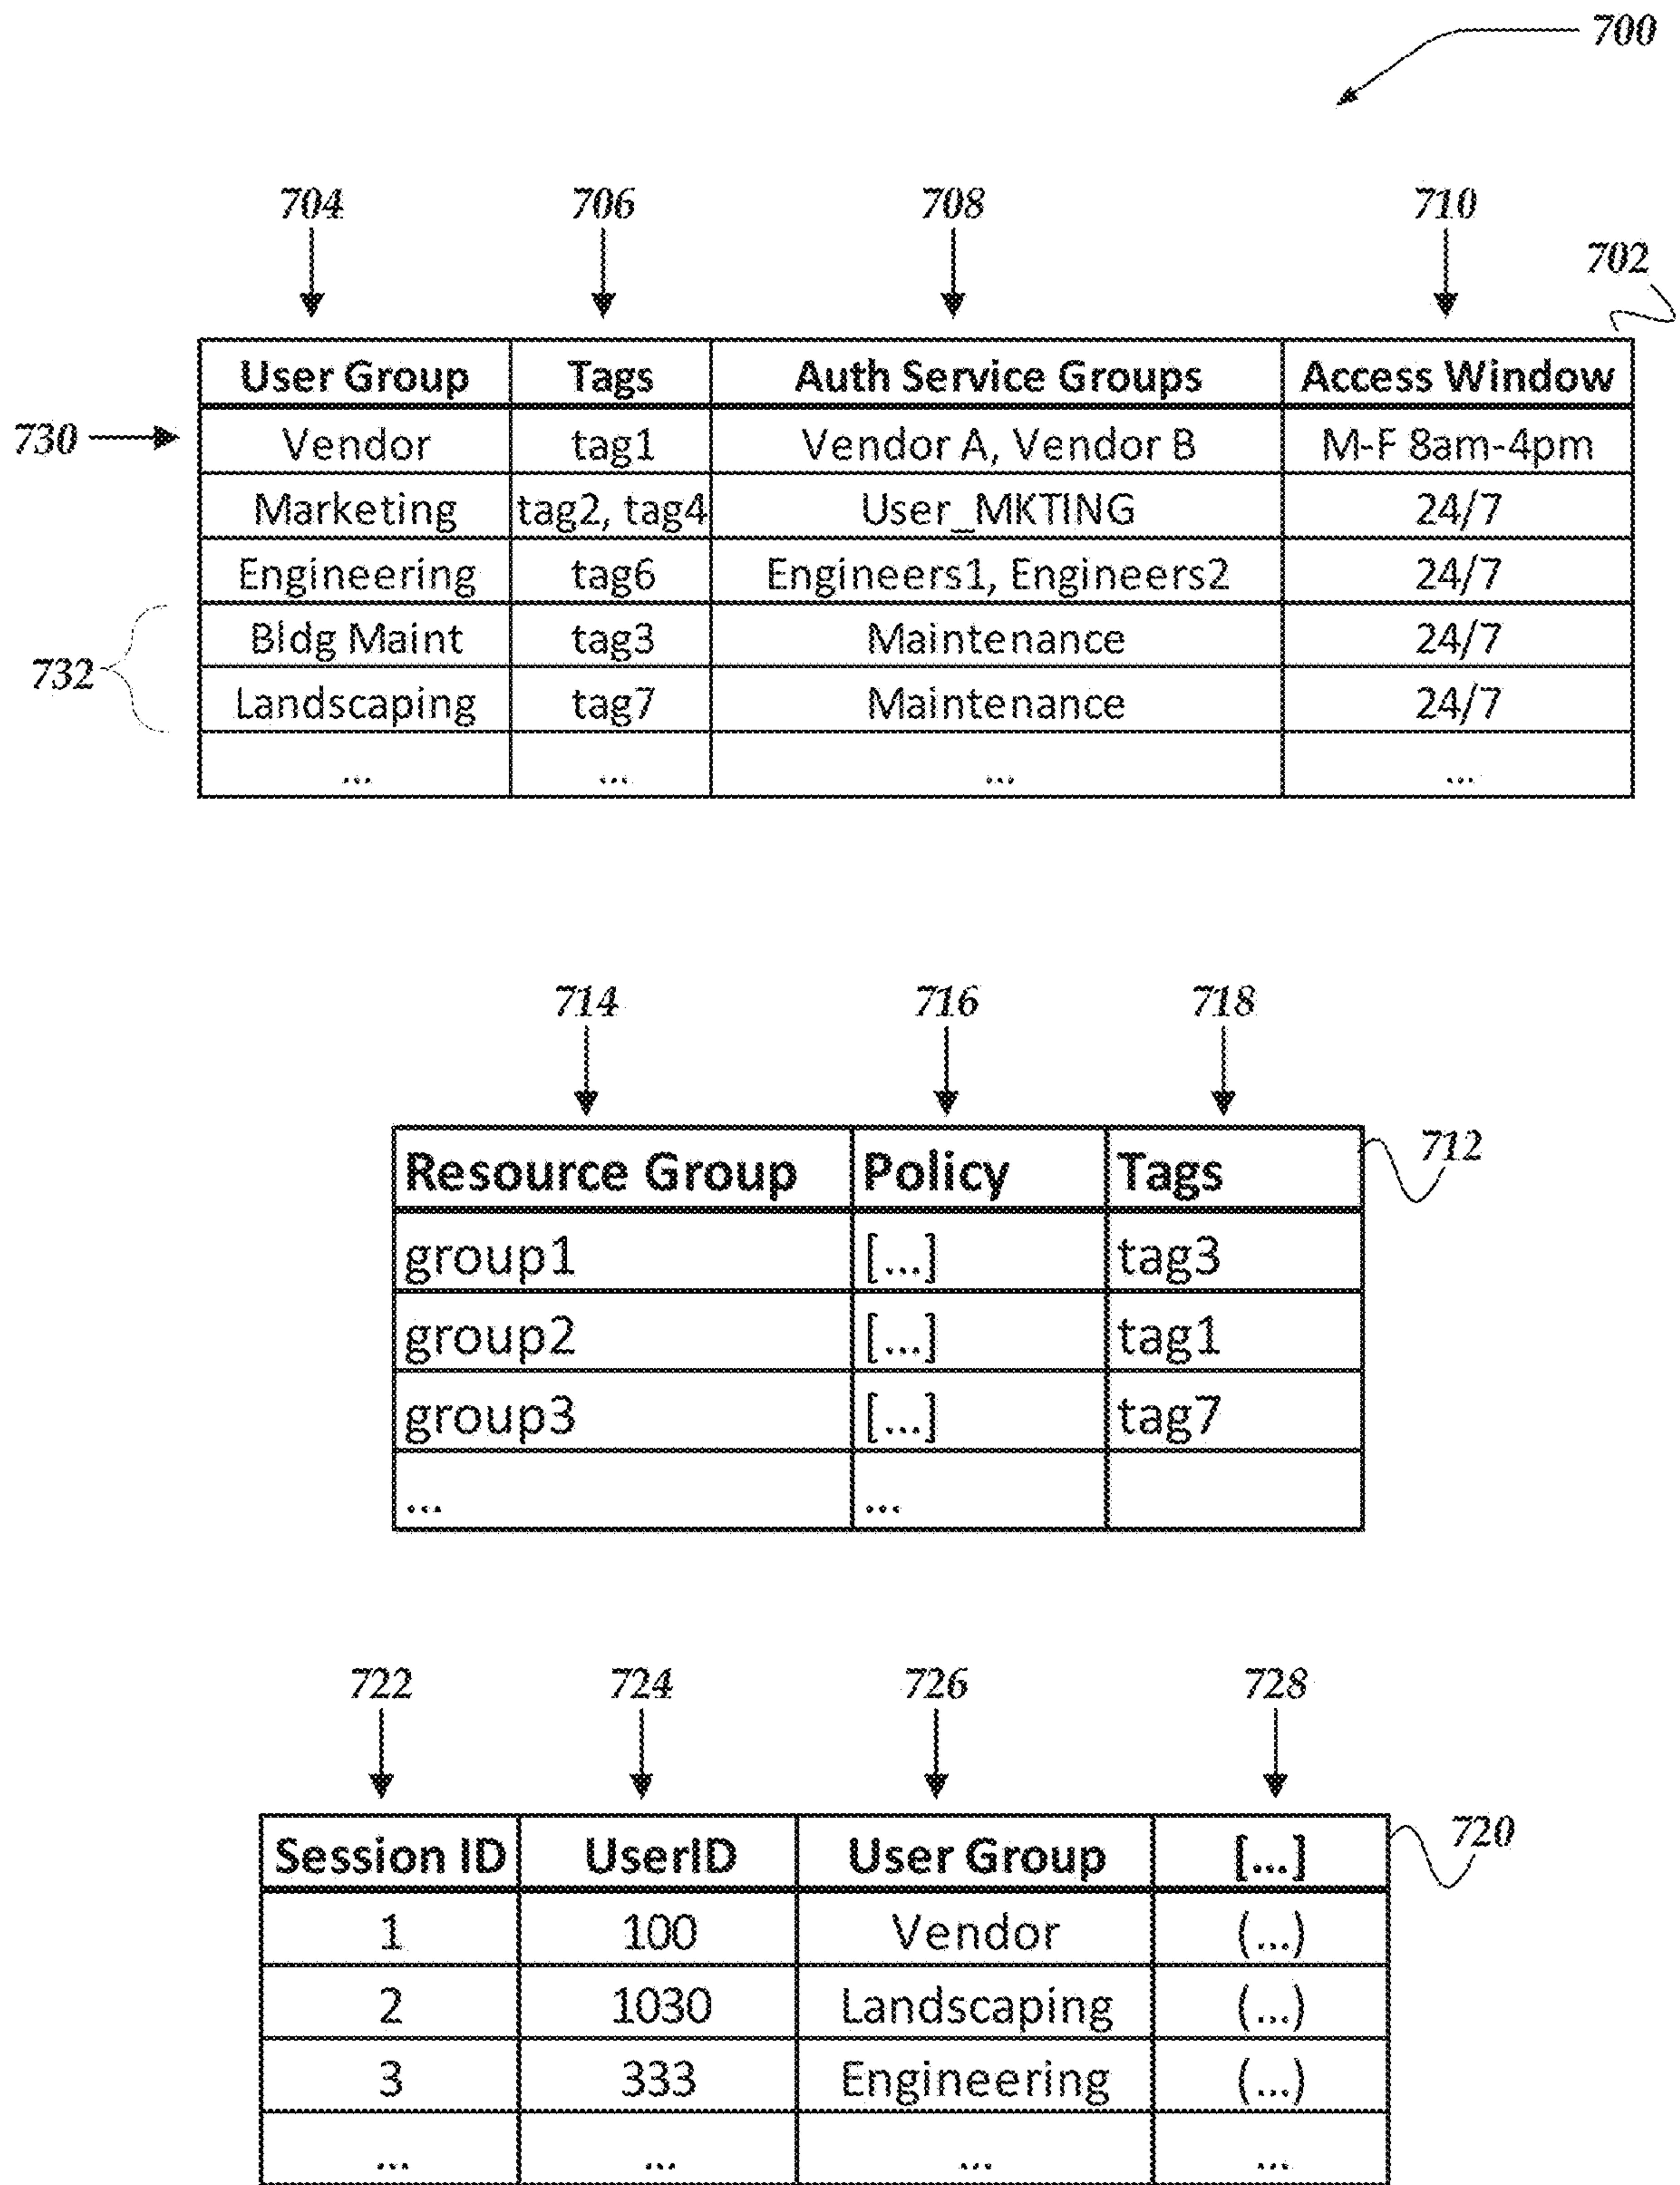 700
704 706 708 710
702
User Group Tags Auth Service Groups Access Window
730 Vendor tag1 Vendor A, Vendor B M-F 8am-4pm
Marketing tag2, tag4 User_MKTING 24/7
Engineering tag6 Engineers1, Engineers2 24/7
Bldg Maint tag3 Maintenance 24/7
732
Landscaping tag7 Maintenance 24/7
... ... ... ...
714 716 718
712
Resource Group Policy Tags
group1 [...] tag3
group2 [...] tag1
group3 [...] tag7
... ...
722 724 726 728
720
Session ID UserID User Group [...]
1 100 Vendor (...)
2 1030 Landscaping (...)
3 333 Engineering (...)
... ... ... ...